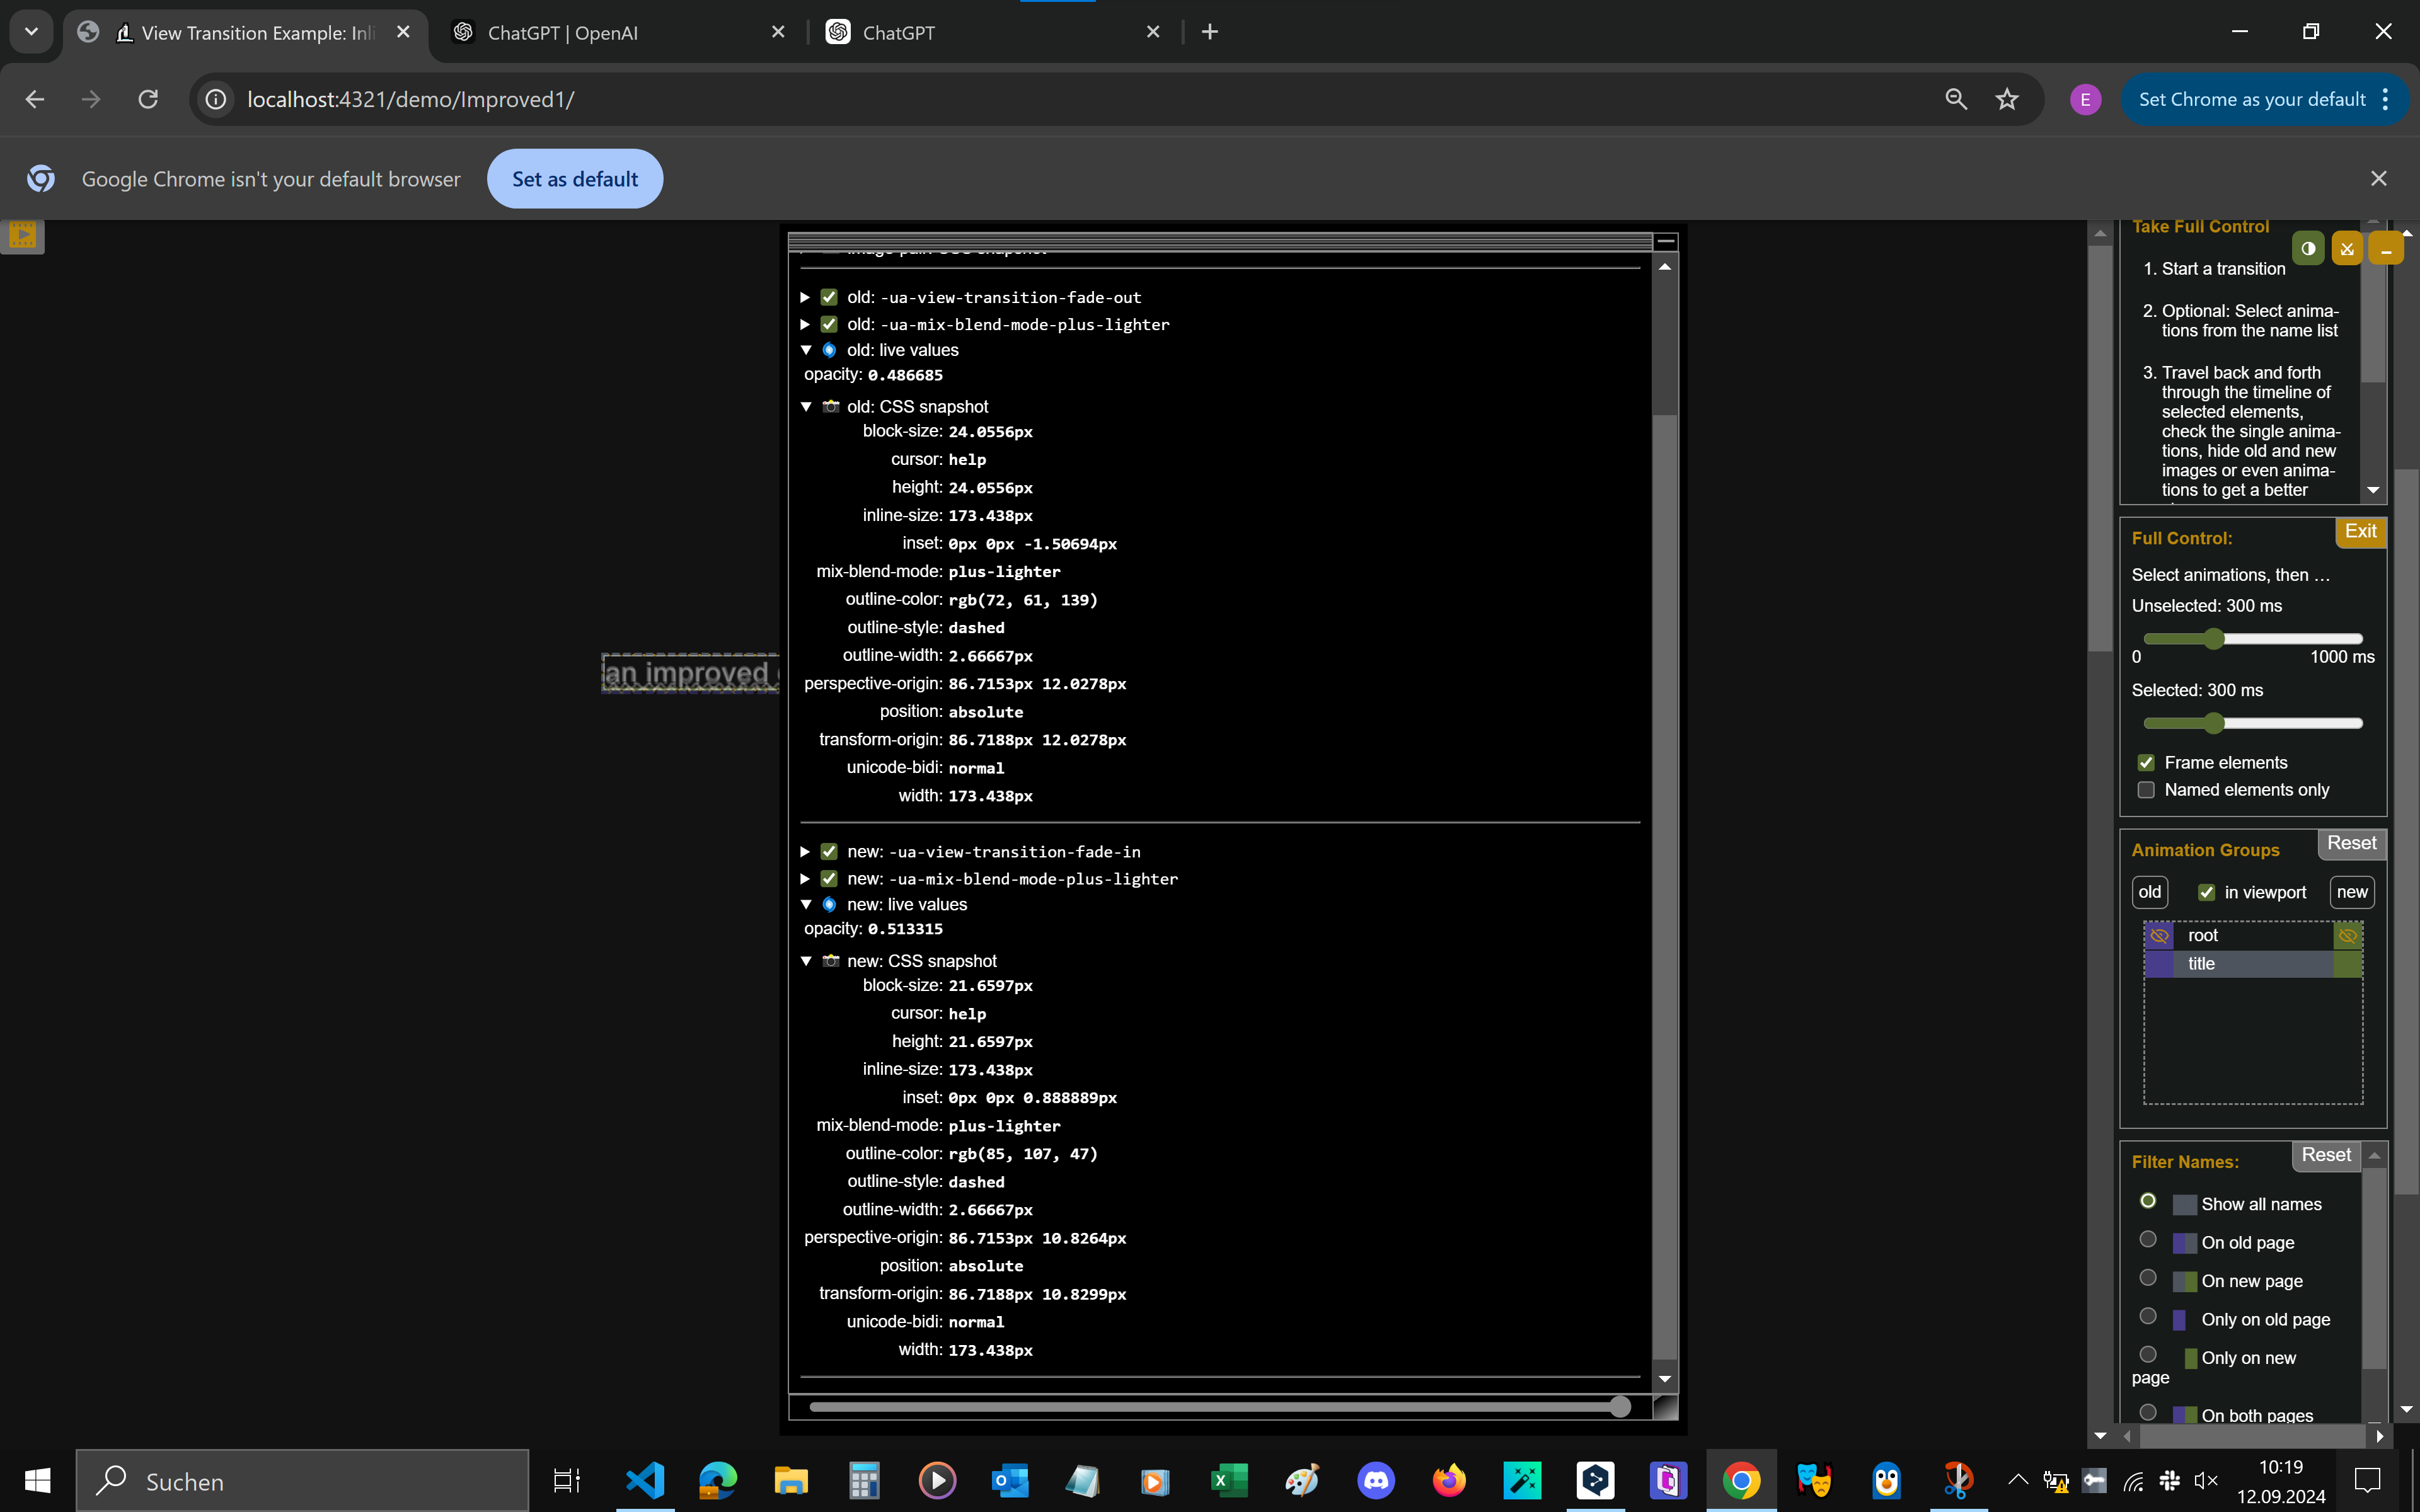 View Transition Example: Inli
ChatGPT | OpenAI
ChatGPT
localhost:4321/demo/Improved1/
E
Set Chrome as your default
Google Chrome isn't your default browser
Set as default
an improved
image-pair: CSS snapshot
old: -ua-view-transition-fade-out
old: -ua-mix-blend-mode-plus-lighter
old: live values
opacity: 0.486685
old: CSS snapshot
block-size: 24.0556px
cursor: help
height: 24.0556px
inline-size: 173.438px
inset: 0px 0px -1.50694px
mix-blend-mode: plus-lighter
outline-color: rgb(72, 61, 139)
outline-style: dashed
outline-width: 2.66667px
perspective-origin: 86.7153px 12.0278px
position: absolute
transform-origin: 86.7188px 12.0278px
unicode-bidi: normal
width: 173.438px
new: -ua-view-transition-fade-in
new: -ua-mix-blend-mode-plus-lighter
new: live values
opacity: 0.513315
new: CSS snapshot
block-size: 21.6597px
cursor: help
height: 21.6597px
inline-size: 173.438px
inset: 0px 0px 0.888889px
mix-blend-mode: plus-lighter
outline-color: rgb(85, 107, 47)
outline-style: dashed
outline-width: 2.66667px
perspective-origin: 86.7153px 10.8264px
position: absolute
transform-origin: 86.7188px 10.8299px
unicode-bidi: normal
width: 173.438px
Take Full Control
1. Start a transition
2. Optional: Select anima-
tions from the name list
3. Travel back and forth
through the timeline of
selected elements,
check the single anima-
tions, hide old and new
images or even anima-
tions to get a better
Full Control:
Exit
Select animations, then …
Unselected: 300 ms
0 1000 ms
Selected: 300 ms
Frame elements
Named elements only
Animation Groups
Reset
old in viewport new
root
title
Filter Names:
Reset
Show all names
On old page
On new page
Only on old page
Only on new
page
On both pages
Suchen
10:19
12.09.2024